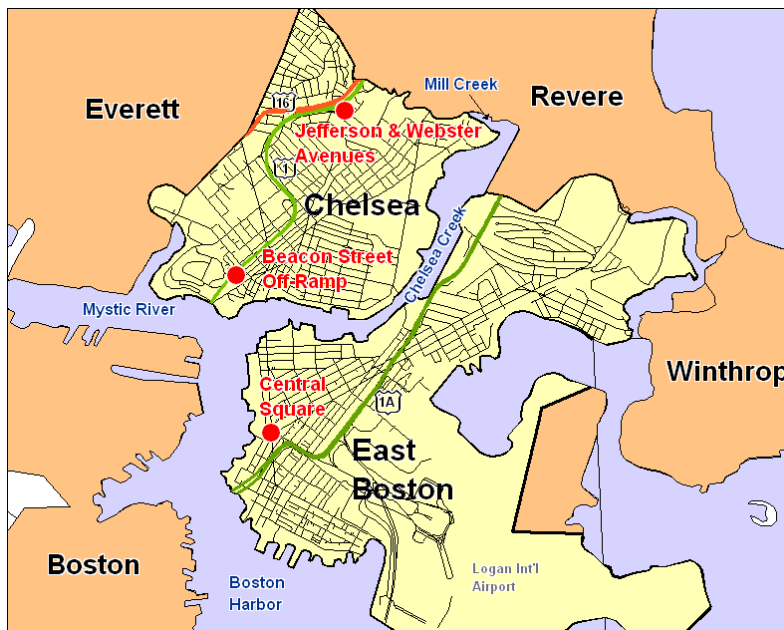 Mill Creek
Revere
Everett
16
Jefferson & Webster
Avenues
1
Chelsea
Chelsea Creek
Beacon Street
Off-Ramp
Mystic River
Winthrop
Central
Square
1A
East
Boston
Boston
Logan Int'l
Airport
Boston
Harbor